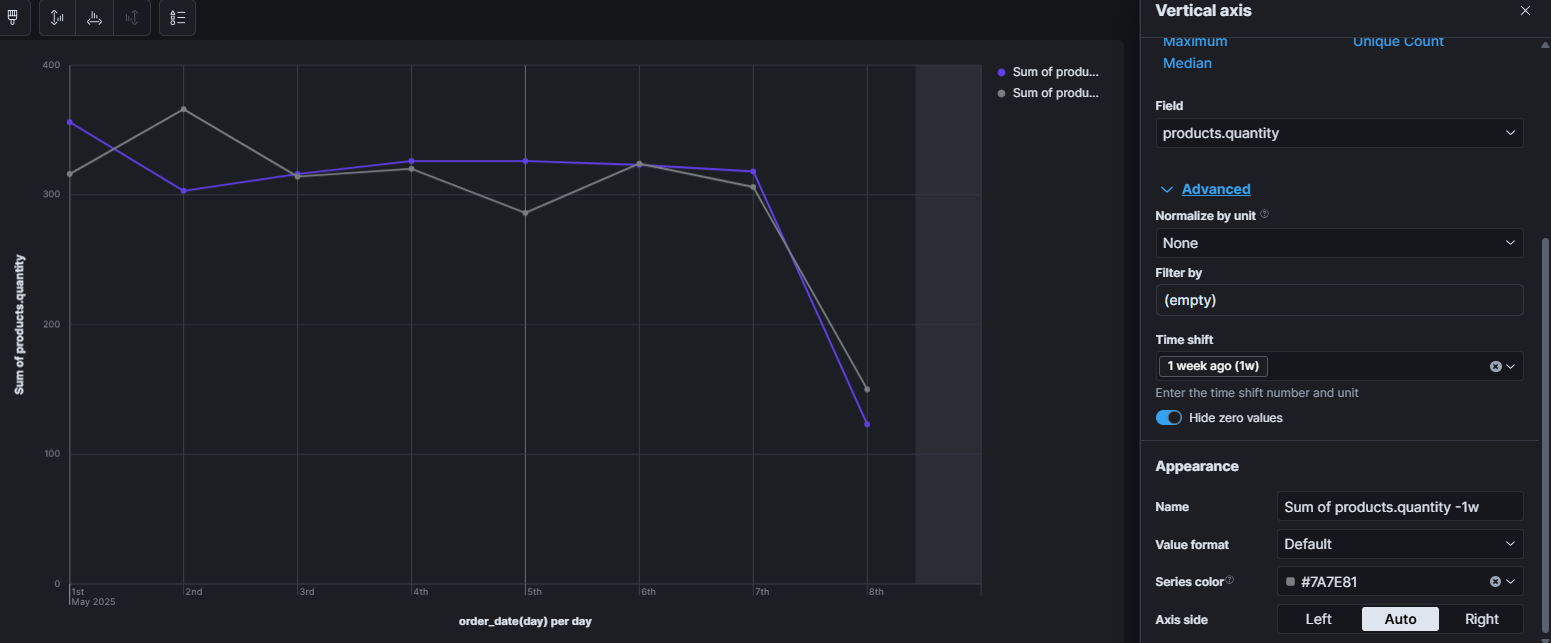 Vertical axis
Maximum
Unique Count
Median
Field
products.quantity
Advanced
Normalize by unit
None
Filter by
(empty)
Time shift
1 week ago (1w)
Enter the time shift number and unit
Hide zero values
Appearance
Name
Sum of products.quantity -1w
Value format
Default
Series color
#7A7E81
Axis side
Left
Auto
Right
Sum of produ...
Sum of produ...
400
300
200
100
0
Sum of products.quantity
1st
2nd
3rd
4th
5th
6th
7th
8th
May 2025
order_date(day) per day